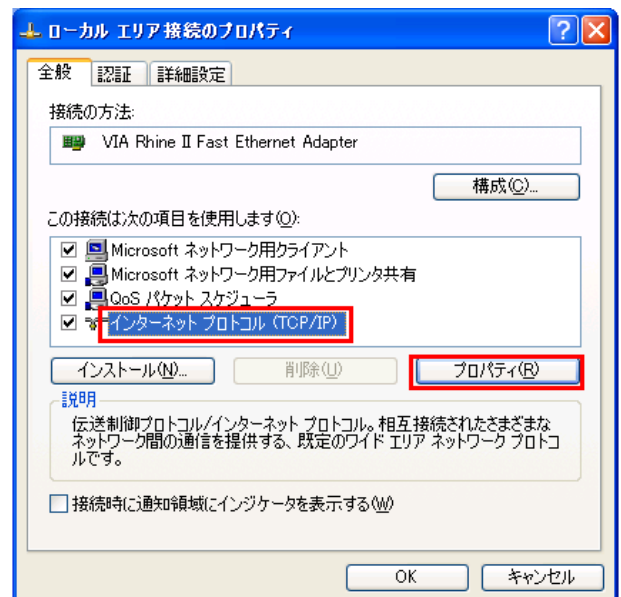 ローカル エリア接続のプロパティ
全般 認証 詳細設定
接続の方法:
VIA Rhine II Fast Ethernet Adapter
構成(C)...
この接続は次の項目を使用します(O):
Microsoft ネットワーク用クライアント
Microsoft ネットワーク用ファイルとプリンタ共有
QoS パケット スケジューラ
インターネット プロトコル (TCP/IP)
インストール(N)... 削除(U) プロパティ(R)
説明
伝送制御プロトコル/インターネット プロトコル。相互接続されたさまざまな
ネットワーク間の通信を提供する、既定のワイド エリア ネットワーク プロトコ
ルです。
接続時に通知領域にインジケータを表示する(W)
OK キャンセル